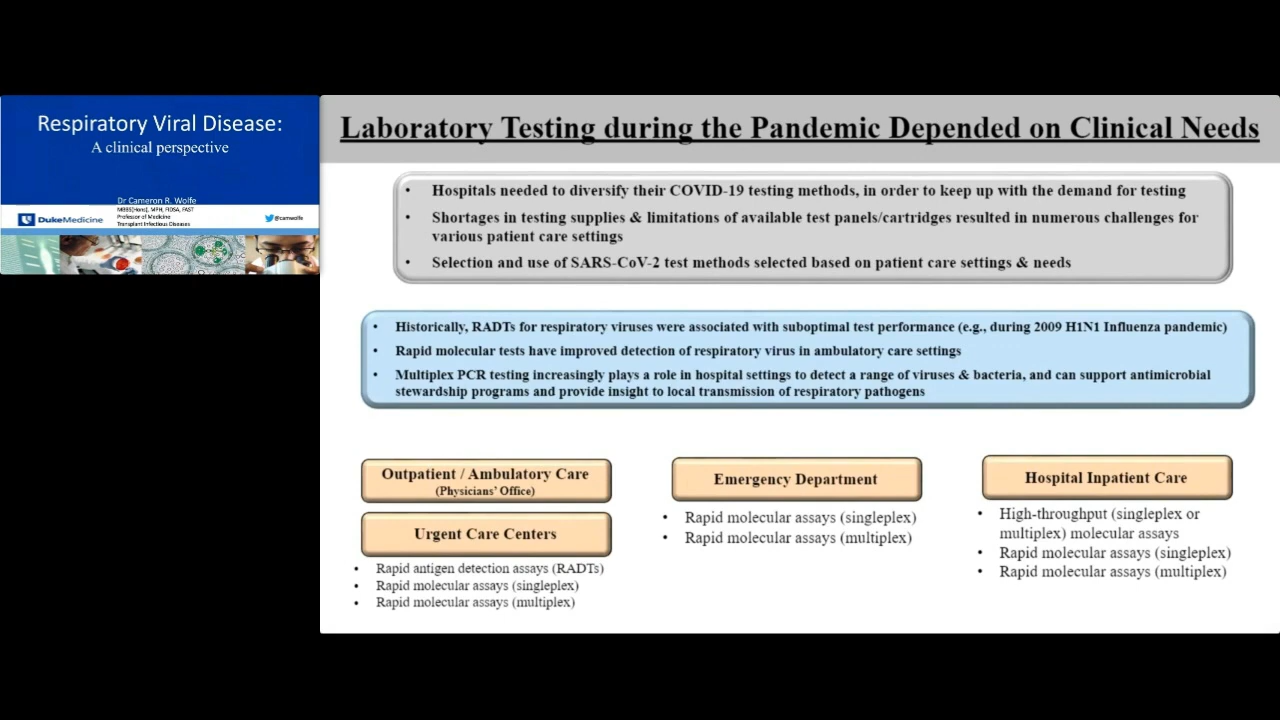 Respiratory Viral Disease:
A clinical perspective
Dr Cameron R. Wolfe
MBBS(Hons), MPH, FIDSA, FAST
Professor of Medicine
Transplant Infectious Diseases
DukeMedicine
@camwolfe
Laboratory Testing during the Pandemic Depended on Clinical Needs
• Hospitals needed to diversify their COVID-19 testing methods, in order to keep up with the demand for testing
• Shortages in testing supplies & limitations of available test panels/cartridges resulted in numerous challenges for
various patient care settings
• Selection and use of SARS-CoV-2 test methods selected based on patient care settings & needs
• Historically, RADTs for respiratory viruses were associated with suboptimal test performance (e.g., during 2009 H1N1 Influenza pandemic)
• Rapid molecular tests have improved detection of respiratory virus in ambulatory care settings
• Multiplex PCR testing increasingly plays a role in hospital settings to detect a range of viruses & bacteria, and can support antimicrobial
stewardship programs and provide insight to local transmission of respiratory pathogens
Outpatient / Ambulatory Care
(Physicians' Office)
Urgent Care Centers
• Rapid antigen detection assays (RADTs)
• Rapid molecular assays (singleplex)
• Rapid molecular assays (multiplex)
Emergency Department
• Rapid molecular assays (singleplex)
• Rapid molecular assays (multiplex)
Hospital Inpatient Care
• High-throughput (singleplex or
multiplex) molecular assays
• Rapid molecular assays (singleplex)
• Rapid molecular assays (multiplex)